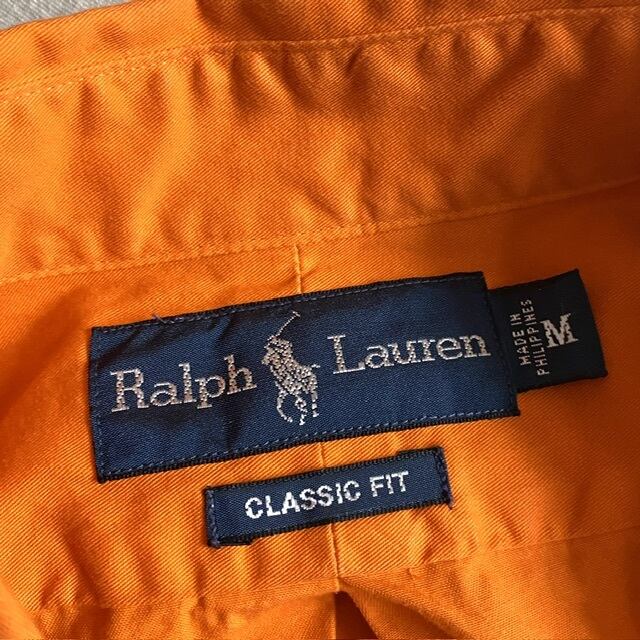 Ralph Lauren
MADE IN
PHILIPPINES
M
CLASSIC FIT